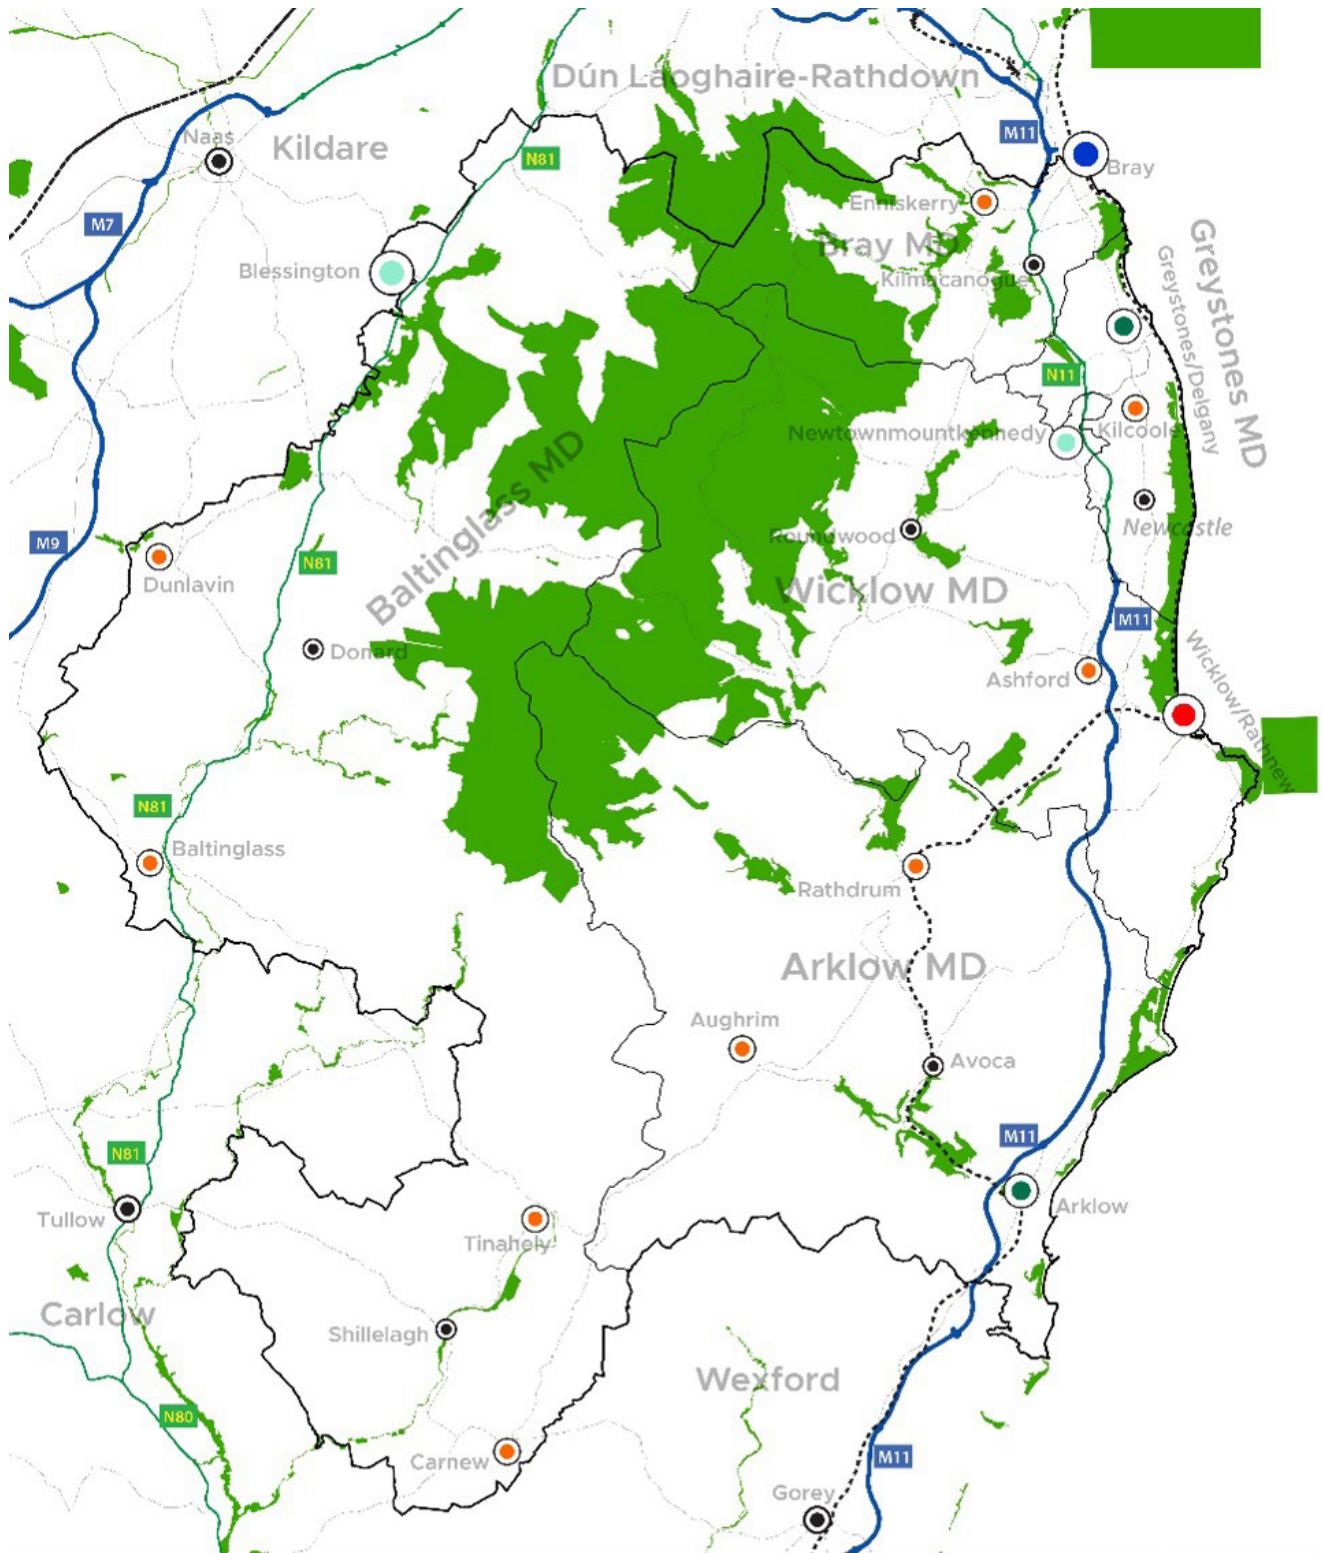 Dún Laoghaire-Rathdown
M11
Naas
Kildare
N81
Bray
Enniskerry
M7
Bray MD
Greystones MD
Greystones/Delgany
Blessington
Kilmacanogue
N11
Newtownmountkennedy
Kilcoole
Baltinglass MD
Newcastle
Roundwood
M9
N81
Dunlavin
Wicklow MD
M11
Donard
Ashford
Wicklow/Rathnew
N81
Baltinglass
Rathdrum
Arklow MD
Aughrim
Avoca
M11
N81
Tullow
Arklow
Tinahely
Carlow
Shillelagh
Wexford
N80
Carnew
M11
Gorey